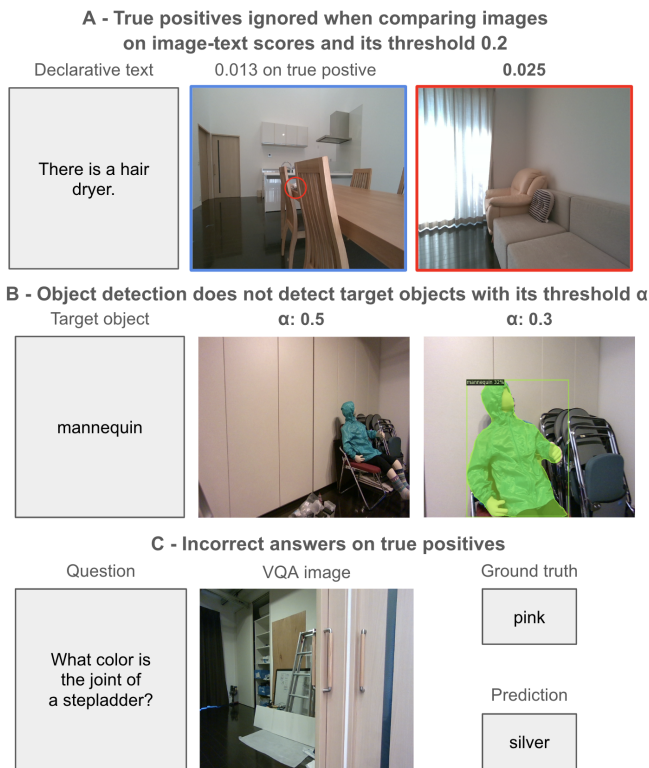 A - True positives ignored when comparing images
on image-text scores and its threshold 0.2
Declarative text
0.013 on true postive
0.025
There is a hair
dryer.
B - Object detection does not detect target objects with its threshold α
Target object
α: 0.5
α: 0.3
mannequin
mannequin 32%
C - Incorrect answers on true positives
Question
VQA image
Ground truth
What color is
the joint of
a stepladder?
pink
Prediction
silver